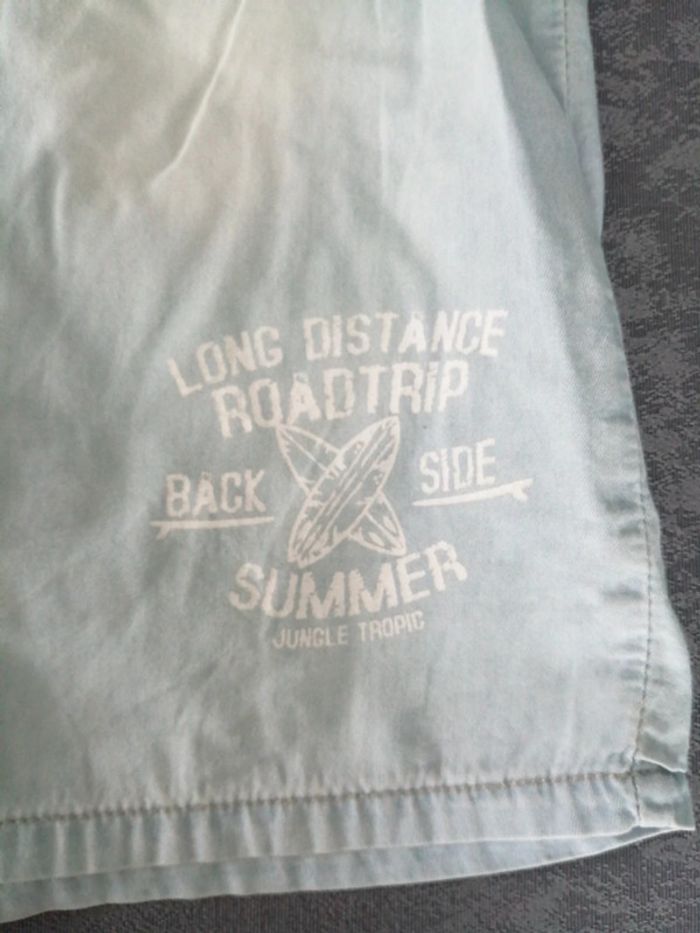 LONG DISTANCE
ROADTRIP
BACK SIDE
SUMMER
JUNGLE TROPIC